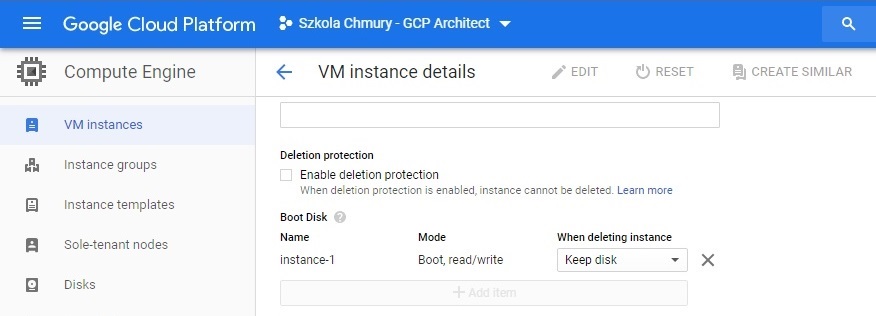 Google Cloud Platform
Szkola Chmury - GCP Architect
Compute Engine
VM instance details
EDIT
RESET
CREATE SIMILAR
VM instances
Instance groups
Instance templates
Sole-tenant nodes
Disks
Deletion protection
Enable deletion protection
When deletion protection is enabled, instance cannot be deleted. Learn more
Boot Disk ?
Name Mode When deleting instance
instance-1 Boot, read/write Keep disk
+ Add item